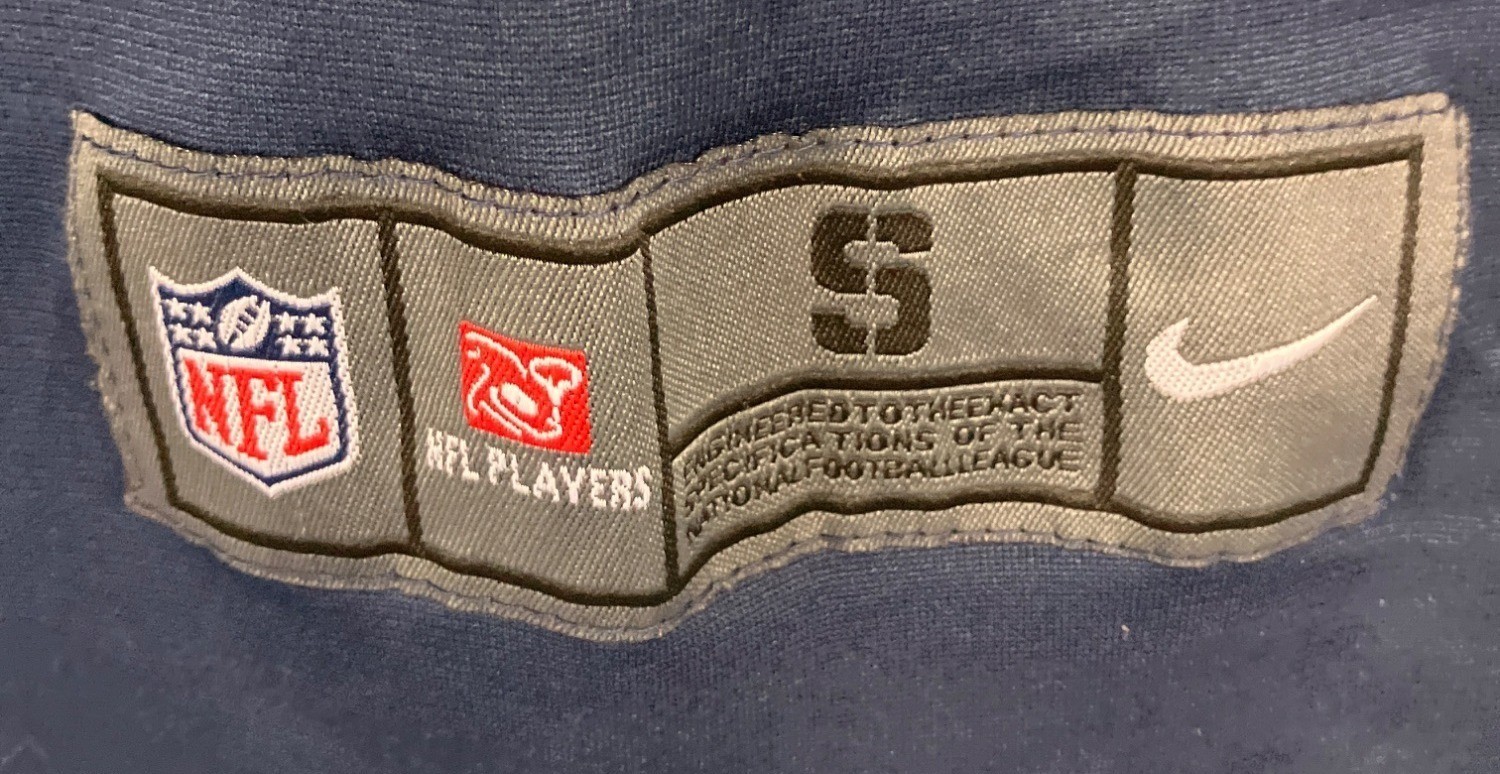 NFL
NFL PLAYERS
S
ENGINEERED TO THE EXACT
SPECIFICATIONS OF THE
NATIONAL FOOTBALL LEAGUE